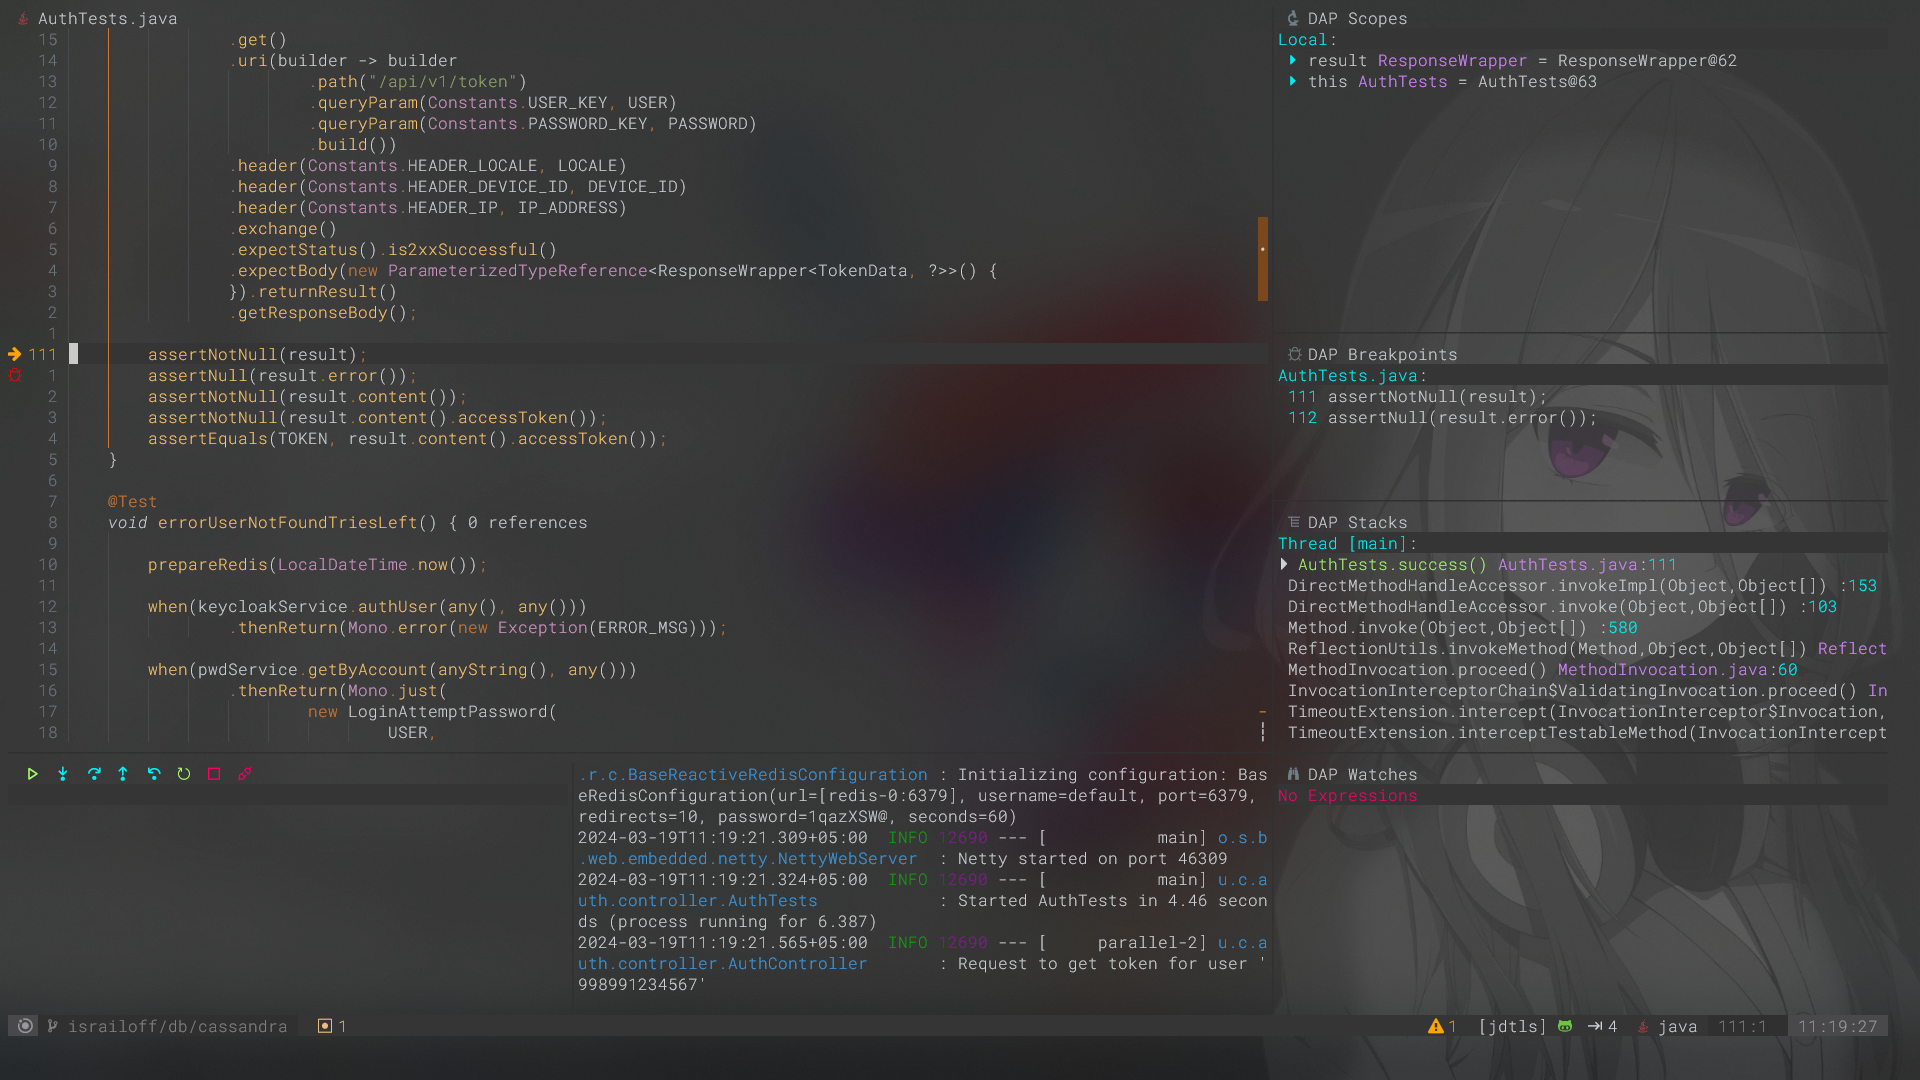 AuthTests.java
15 .get()
14 .uri(builder -> builder
13 .path("/api/v1/token")
12 .queryParam(Constants.USER_KEY, USER)
11 .queryParam(Constants.PASSWORD_KEY, PASSWORD)
10 .build())
9 .header(Constants.HEADER_LOCALE, LOCALE)
8 .header(Constants.HEADER_DEVICE_ID, DEVICE_ID)
7 .header(Constants.HEADER_IP, IP_ADDRESS)
6 .exchange()
5 .expectStatus().is2xxSuccessful()
4 .expectBody(new ParameterizedTypeReference<ResponseWrapper<TokenData, ?>>() {
3 }).returnResult()
2 .getResponseBody();
1
111 assertNotNull(result);
1 assertNull(result.error());
2 assertNotNull(result.content());
3 assertNotNull(result.content().accessToken());
4 assertEquals(TOKEN, result.content().accessToken());
5 }
6
7 @Test
8 void errorUserNotFoundTriesLeft() { 0 references
9
10 prepareRedis(LocalDateTime.now());
11
12 when(keycloakService.authUser(any(), any()))
13 .thenReturn(Mono.error(new Exception(ERROR_MSG)));
14
15 when(pwdService.getByAccount(anyString(), any()))
16 .thenReturn(Mono.just(
17 new LoginAttemptPassword(
18 USER,
DAP Scopes
Local:
result ResponseWrapper = ResponseWrapper@62
this AuthTests = AuthTests@63
DAP Breakpoints
AuthTests.java:
111 assertNotNull(result);
112 assertNull(result.error());
DAP Stacks
Thread [main]:
AuthTests.success() AuthTests.java:111
DirectMethodHandleAccessor.invokeImpl(Object,Object[]) :153
DirectMethodHandleAccessor.invoke(Object,Object[]) :103
Method.invoke(Object,Object[]) :580
ReflectionUtils.invokeMethod(Method,Object,Object[]) Reflect
MethodInvocation.proceed() MethodInvocation.java:60
InvocationInterceptorChain$ValidatingInvocation.proceed() In
TimeoutExtension.intercept(InvocationInterceptor$Invocation,
TimeoutExtension.interceptTestableMethod(InvocationIntercept
DAP Watches
No Expressions
.r.c.BaseReactiveRedisConfiguration : Initializing configuration: Bas
eRedisConfiguration(url=[redis-0:6379], username=default, port=6379,
redirects=10, password=1qazXSW@, seconds=60)
2024-03-19T11:19:21.309+05:00 INFO 12690 --- [ main] o.s.b
.web.embedded.netty.NettyWebServer : Netty started on port 46309
2024-03-19T11:19:21.324+05:00 INFO 12690 --- [ main] u.c.a
uth.controller.AuthTests : Started AuthTests in 4.46 secon
ds (process running for 6.387)
2024-03-19T11:19:21.565+05:00 INFO 12690 --- [ parallel-2] u.c.a
uth.controller.AuthController : Request to get token for user '
998991234567'
israiloff/db/cassandra 1 1 [jdtls] 4 java 111:1 11:19:27